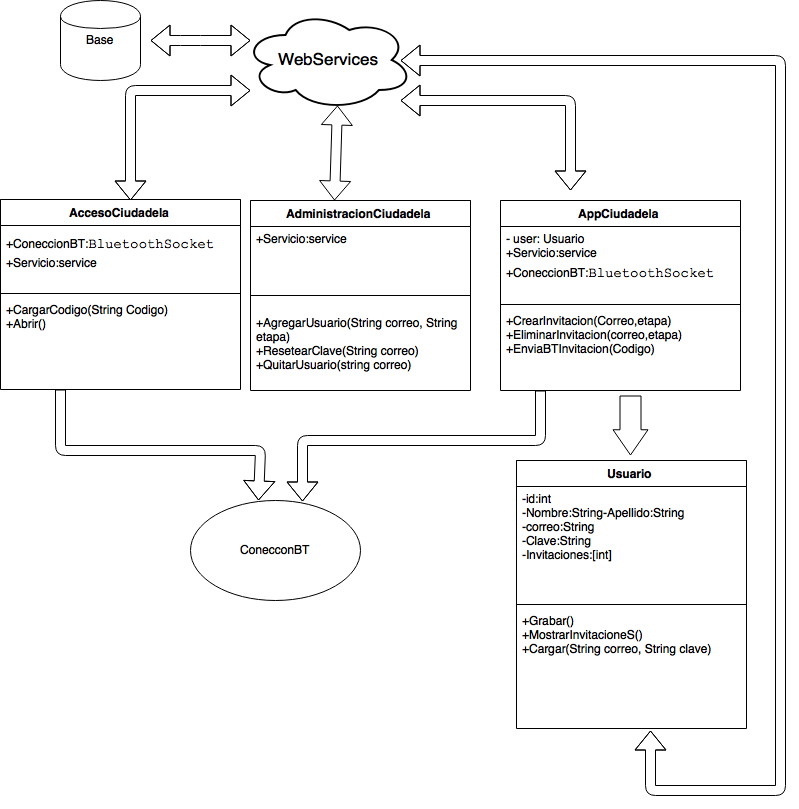 Base
WebServices
AccesoCiudadela
+ConeccionBT:BluetoothSocket
+Servicio:service
+CargarCodigo(String Codigo)
+Abrir()
AdministracionCiudadela
+Servicio:service
+AgregarUsuario(String correo, String
etapa)
+ResetearClave(String correo)
+QuitarUsuario(string correo)
AppCiudadela
- user: Usuario
+Servicio:service
+ConeccionBT:BluetoothSocket
+CrearInvitacion(Correo,etapa)
+EliminarInvitacion(correo,etapa)
+EnviaBTInvitacion(Codigo)
ConecconBT
Usuario
-id:int
-Nombre:String-Apellido:String
-correo:String
-Clave:String
-Invitaciones:[int]
+Grabar()
+MostrarInvitacioneS()
+Cargar(String correo, String clave)